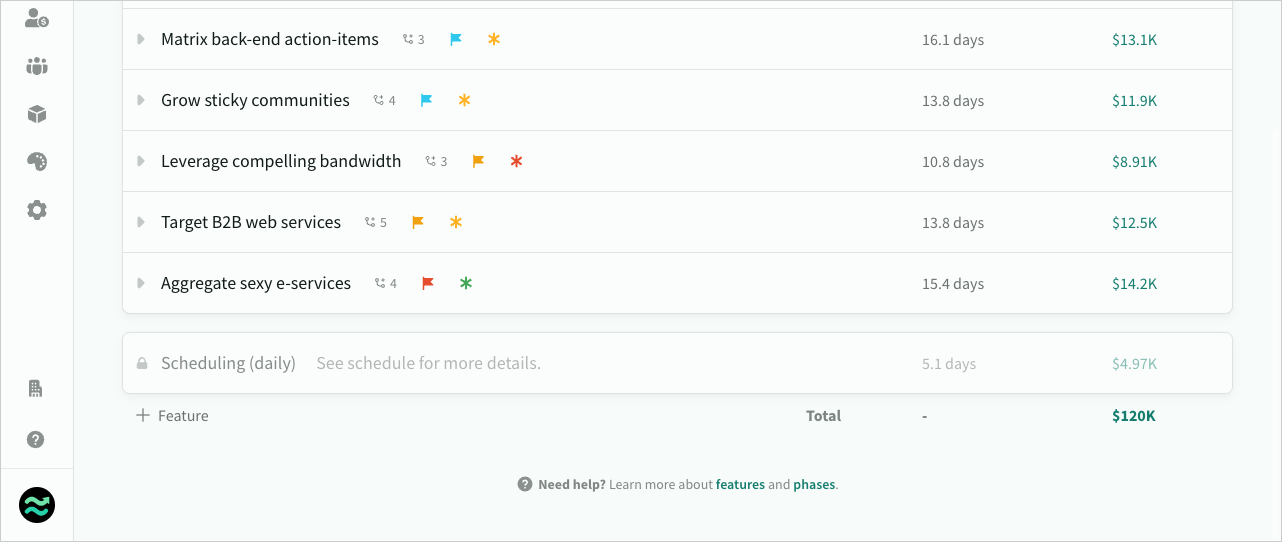 Matrix back-end action-items 3 16.1 days $13.1K
Grow sticky communities 4 13.8 days $11.9K
Leverage compelling bandwidth 3 10.8 days $8.91K
Target B2B web services 5 13.8 days $12.5K
Aggregate sexy e-services 4 15.4 days $14.2K
Scheduling (daily) See schedule for more details. 5.1 days $4.97K
Feature Total - $120K
Need help? Learn more about features and phases.